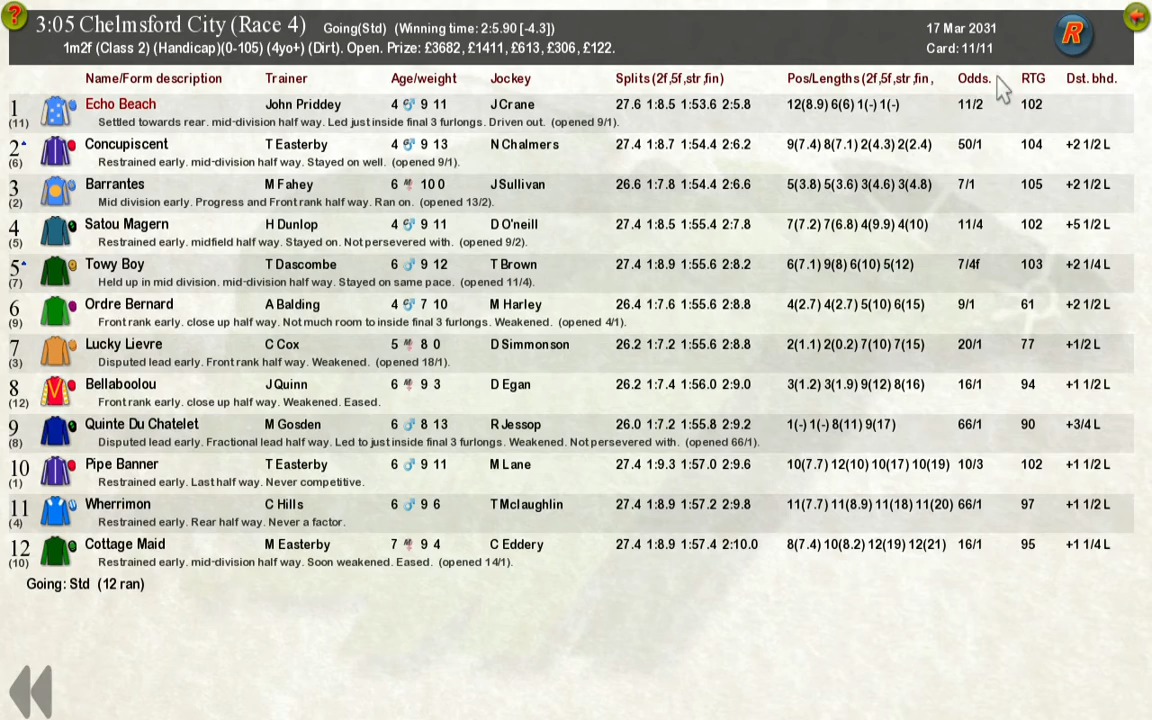 3:05 Chelmsford City (Race 4) Going(Std) (Winning time: 2:5.90 [-4.3]) 17 Mar 2031
1m2f (Class 2) (Handicap)(0-105) (4yo+) (Dirt). Open. Prize: £3682, £1411, £613, £306, £122. Card: 11/11
? R
Name/Form description Trainer Age/weight Jockey Splits (2f,5f,str,fin) Pos/Lengths (2f,5f,str,fin, Odds. RTG Dst. bhd.
1 Echo Beach John Priddey 4 9 11 J Crane 27.6 1:8.5 1:53.6 2:5.8 12(8.9) 6(6) 1(-) 1(-) 11/2 102
(11) Settled towards rear. mid-division half way. Led just inside final 3 furlongs. Driven out. (opened 9/1).
2 Concupiscent T Easterby 4 9 13 N Chalmers 27.4 1:8.7 1:54.4 2:6.2 9(7.4) 8(7.1) 2(4.3) 2(2.4) 50/1 104 +2 1/2 L
(6) Restrained early. mid-division half way. Stayed on well. (opened 9/1).
3 Barrantes M Fahey 6 10 0 J Sullivan 26.6 1:7.8 1:54.4 2:6.6 5(3.8) 5(3.6) 3(4.6) 3(4.8) 7/1 105 +2 1/2 L
(2) Mid division early. Progress and Front rank half way. Ran on. (opened 13/2).
4 Satou Magern H Dunlop 4 9 11 D O'neill 27.4 1:8.5 1:55.4 2:7.8 7(7.2) 7(6.8) 4(9.9) 4(10) 11/4 102 +5 1/2 L
(5) Restrained early. midfield half way. Stayed on. Not persevered with. (opened 9/2).
5 Towy Boy T Dascombe 6 9 12 T Brown 27.4 1:8.9 1:55.6 2:8.2 6(7.1) 9(8) 6(10) 5(12) 7/4f 103 +2 1/4 L
(7) Held up in mid division. mid-division half way. Stayed on same pace. (opened 11/4).
6 Ordre Bernard A Balding 4 7 10 M Harley 26.4 1:7.6 1:55.6 2:8.8 4(2.7) 4(2.7) 5(10) 6(15) 9/1 61 +2 1/2 L
(9) Front rank early. close up half way. Not much room to inside final 3 furlongs. Weakened. (opened 4/1).
7 Lucky Lievre C Cox 5 8 0 D Simmonson 26.2 1:7.2 1:55.6 2:8.8 2(1.1) 2(0.2) 7(10) 7(15) 20/1 77 +1/2 L
(3) Disputed lead early. Front rank half way. Weakened. (opened 18/1).
8 Bellaboolou J Quinn 6 9 3 D Egan 26.2 1:7.4 1:56.0 2:9.0 3(1.2) 3(1.9) 9(12) 8(16) 16/1 94 +1 1/2 L
(12) Front rank early. close up half way. Weakened. Eased.
9 Quinte Du Chatelet M Gosden 6 8 13 R Jessop 26.0 1:7.2 1:55.8 2:9.2 1(-) 1(-) 8(11) 9(17) 66/1 90 +3/4 L
(8) Disputed lead early. Fractional lead half way. Led to just inside final 3 furlongs. Weakened. Not persevered with. (opened 66/1).
10 Pipe Banner T Easterby 6 9 11 M Lane 27.4 1:9.3 1:57.0 2:9.6 10(7.7) 12(10) 10(17) 10(19) 10/3 102 +1 1/2 L
(1) Restrained early. Last half way. Never competitive.
11 Wherrimon C Hills 6 9 6 T Mclaughlin 27.4 1:8.9 1:57.2 2:9.8 11(7.7) 11(8.9) 11(18) 11(20) 66/1 97 +1 1/2 L
(4) Restrained early. Rear half way. Never a factor.
12 Cottage Maid M Easterby 7 9 4 C Eddery 27.4 1:8.9 1:57.4 2:10.0 8(7.4) 10(8.2) 12(19) 12(21) 16/1 95 +1 1/4 L
(10) Restrained early. mid-division half way. Soon weakened. Eased. (opened 14/1).
Going: Std (12 ran)